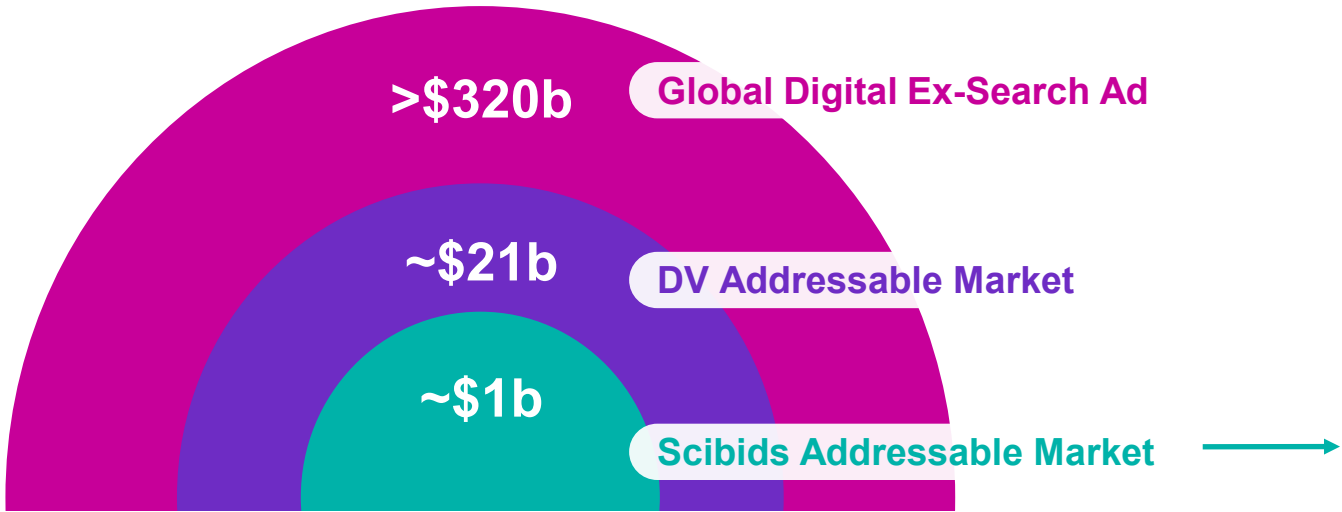 >$320b
Global Digital Ex-Search Ad
~$21b
DV Addressable Market
~$1b
Scibids Addressable Market